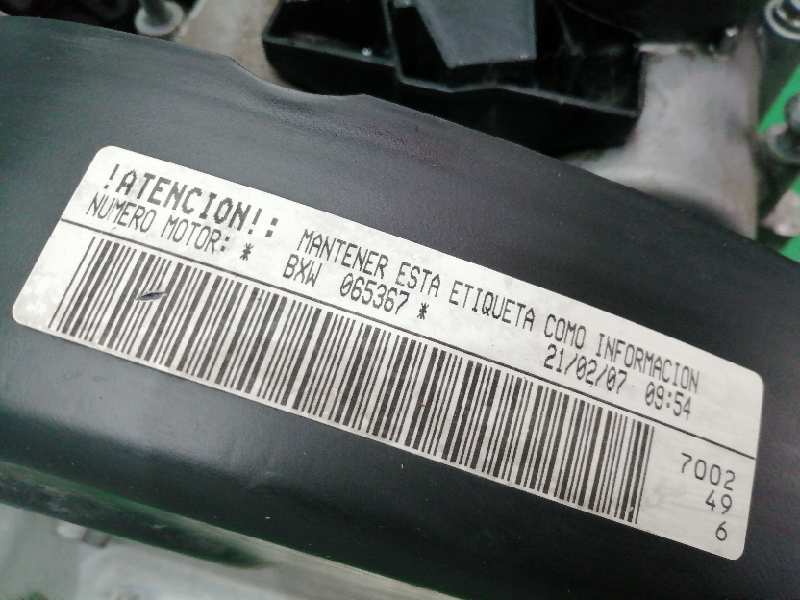 !ATENCION!: MANTENER ESTA ETIQUETA COMO INFORMACION
NUMERO MOTOR: * BXW 065367 * 21/02/07 09:54
7002
49
6